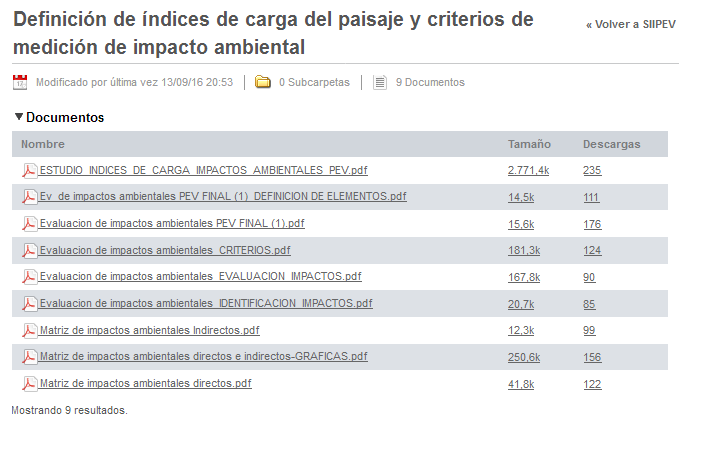 Definición de índices de carga del paisaje y criterios de
medición de impacto ambiental
« Volver a SIIPEV
Modificado por última vez 13/09/16 20:53 | 0 Subcarpetas | 9 Documentos
Documentos
Nombre Tamaño Descargas
ESTUDIO_INDICES_DE_CARGA_IMPACTOS_AMBIENTALES_PEV.pdf 2.771,4k 235
Ev_de impactos ambientales PEV FINAL (1)_DEFINICION DE ELEMENTOS.pdf 14,5k 111
Evaluacion de impactos ambientales PEV FINAL (1).pdf 15,6k 176
Evaluacion de impactos ambientales_CRITERIOS.pdf 181,3k 124
Evaluacion de impactos ambientales_EVALUACION_IMPACTOS.pdf 167,8k 90
Evaluacion de impactos ambientales_IDENTIFICACION_IMPACTOS.pdf 20,7k 85
Matriz de impactos ambientales Indirectos.pdf 12,3k 99
Matriz de impactos ambientales directos e indirectos-GRAFICAS.pdf 250,6k 156
Matriz de impactos ambientales directos.pdf 41,8k 122
Mostrando 9 resultados.